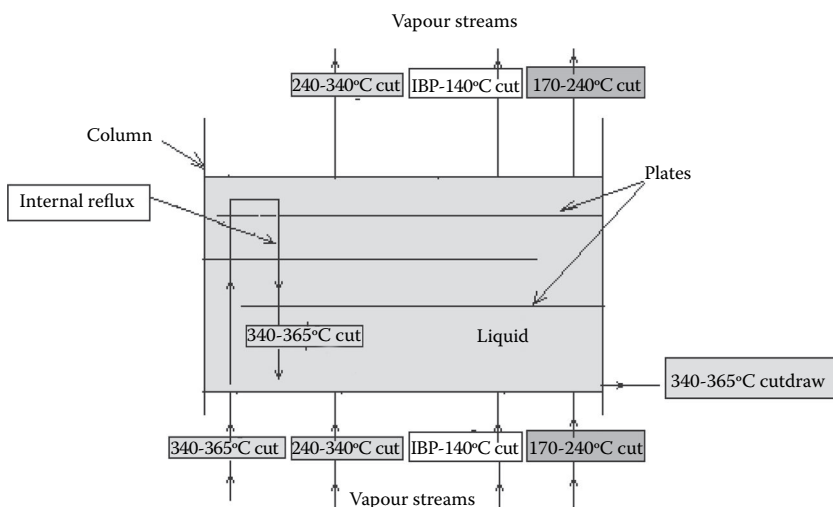 Vapour streams
240-340°C cut
IBP-140°C cut
170-240°C cut
Column
Plates
Internal reflux
340-365°C cut
Liquid
340-365°C cutdraw
340-365°C cut
240-340°C cut
IBP-140°C cut
170-240°C cut
Vapour streams